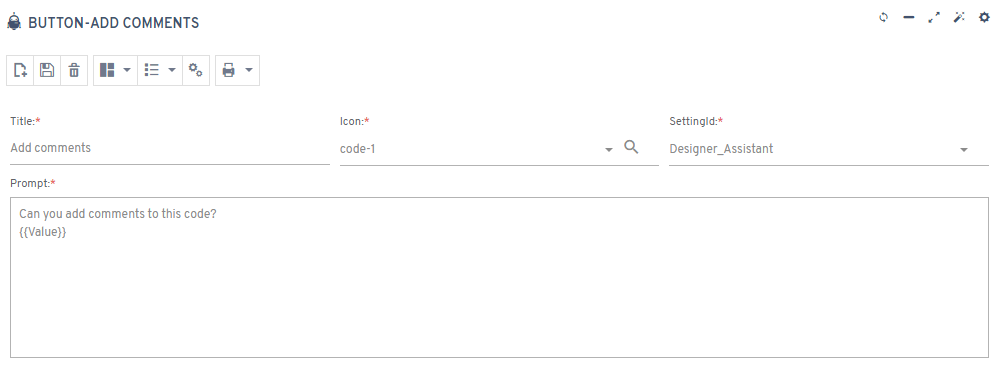 BUTTON-ADD COMMENTS
Title:*
Icon:*
SettingId:*
Add comments
code-1
Designer_Assistant
Prompt:*
Can you add comments to this code?
{{Value}}